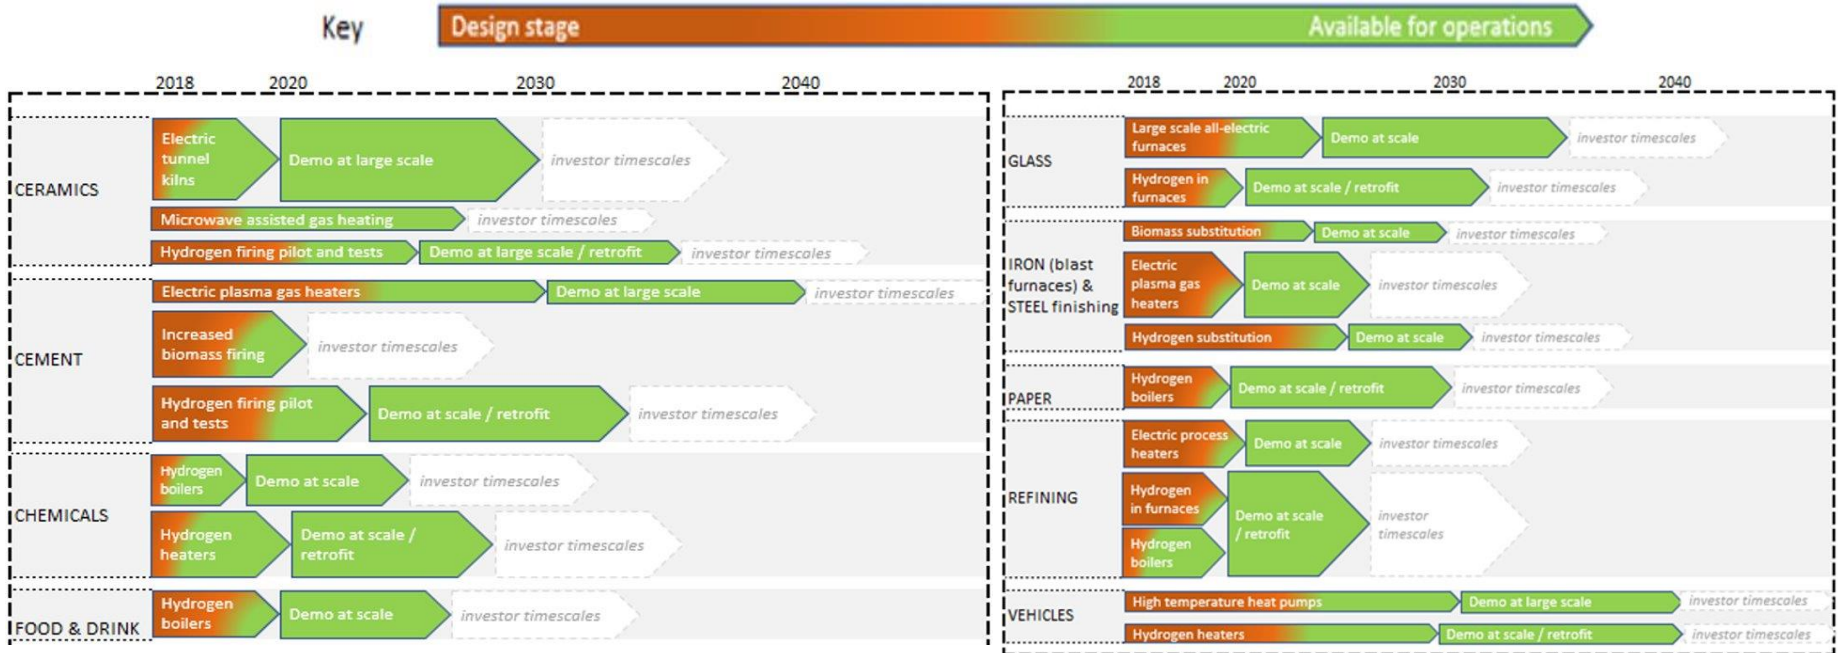 Key
Design stage
Available for operations
2018 2020 2030 2040
CERAMICS
Electric
tunnel
kilns
Demo at large scale
investor timescales
Microwave assisted gas heating
investor timescales
Hydrogen firing pilot and tests
Demo at large scale / retrofit
investor timescales
CEMENT
Electric plasma gas heaters
Demo at large scale
investor timescales
Increased
biomass firing
investor timescales
Hydrogen firing pilot
and tests
Demo at scale / retrofit
investor timescales
CHEMICALS
Hydrogen
boilers
Demo at scale
investor timescales
Hydrogen
heaters
Demo at scale /
retrofit
investor timescales
FOOD & DRINK
Hydrogen
boilers
Demo at scale
investor timescales
2018 2020 2030 2040
GLASS
Large scale all-electric
furnaces
Demo at scale
investor timescales
Hydrogen in
furnaces
Demo at scale / retrofit
investor timescales
IRON (blast
furnaces) &
STEEL finishing
Biomass substitution
Demo at scale
investor timescales
Electric
plasma gas
heaters
Demo at scale
investor timescales
Hydrogen substitution
Demo at scale
investor timescales
PAPER
Hydrogen
boilers
Demo at scale / retrofit
investor timescales
REFINING
Electric process
heaters
Demo at scale
investor timescales
Hydrogen
in furnaces
Hydrogen
boilers
Demo at scale
/ retrofit
investor
timescales
VEHICLES
High temperature heat pumps
Demo at large scale
investor timescales
Hydrogen heaters
Demo at scale / retrofit
investor timescales